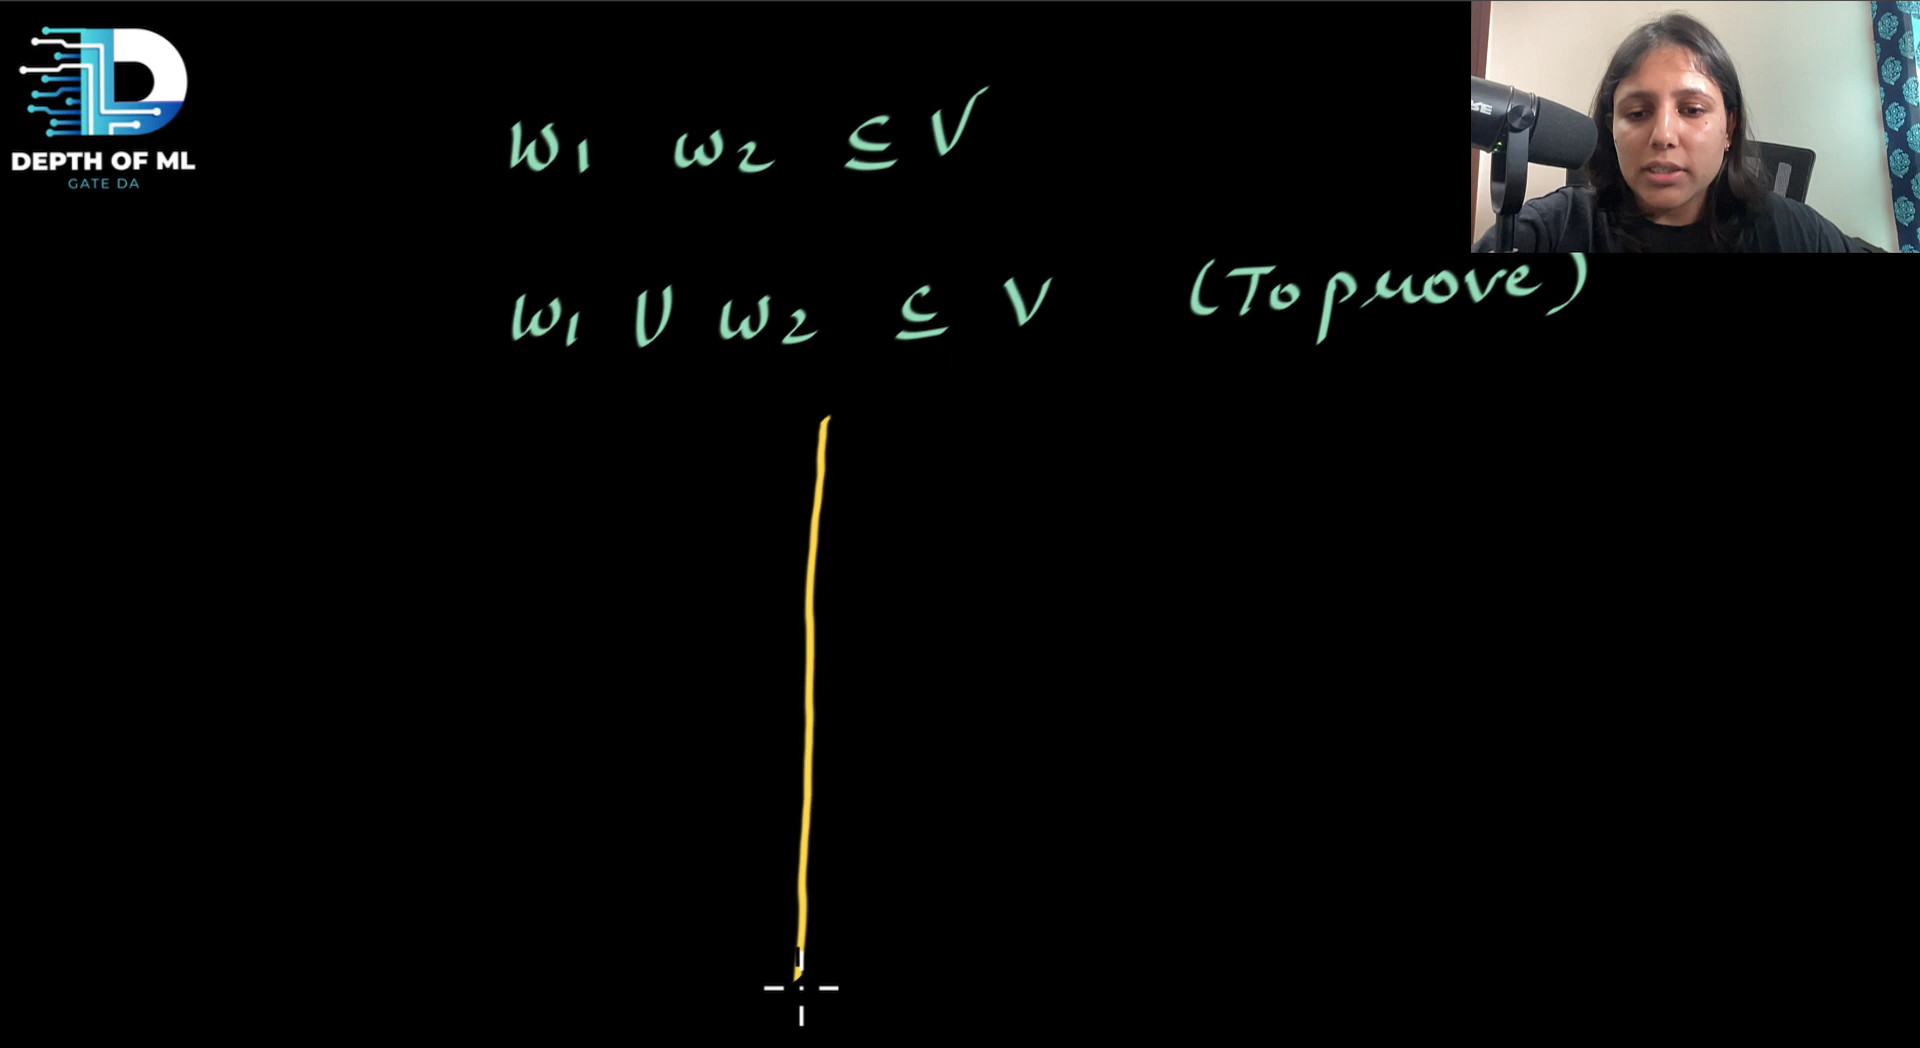 DEPTH OF ML
GATE DA
W1 W2 ⊆ V
W1 U W2 ⊆ V (To prove)